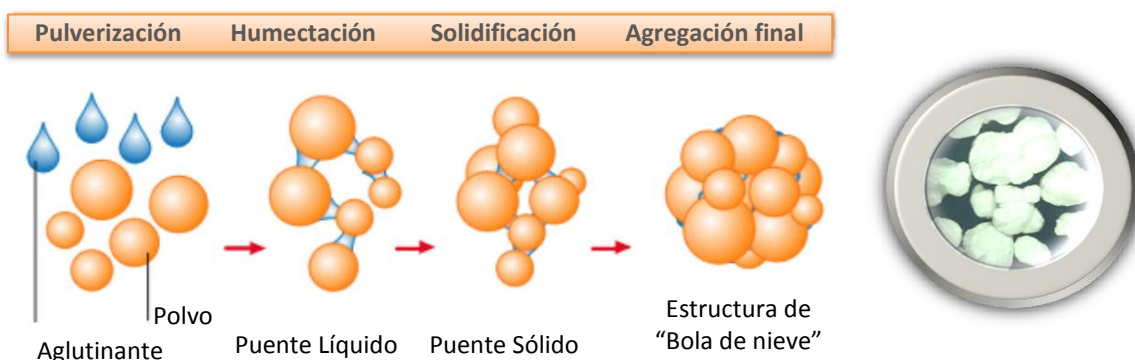 Pulverización Humectación Solidificación Agregación final
Polvo
Aglutinante
Puente Líquido
Puente Sólido
Estructura de
“Bola de nieve”